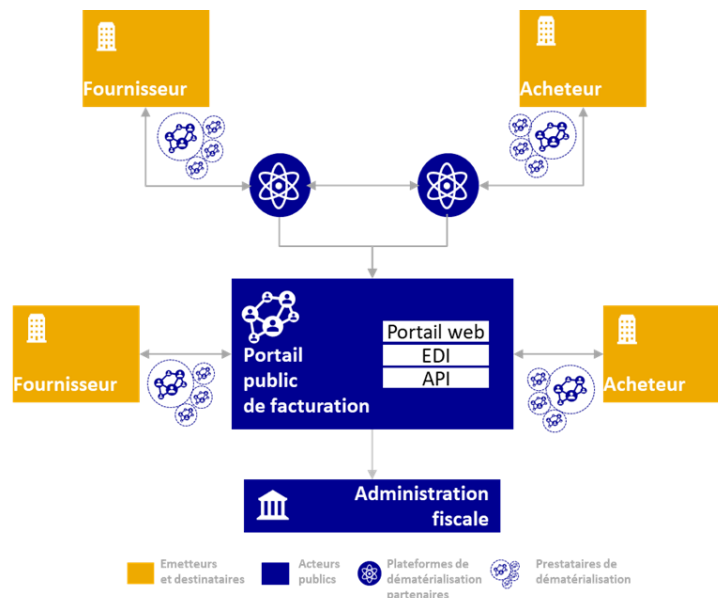 Fournisseur
Acheteur
Portail
public
de facturation
Portail web
EDI
API
Fournisseur
Acheteur
Administration
fiscale
Emetteurs
et destinataires
Acteurs
publics
Plateformes de
dématérialisation
partenaires
Prestataires de
dématérialisation